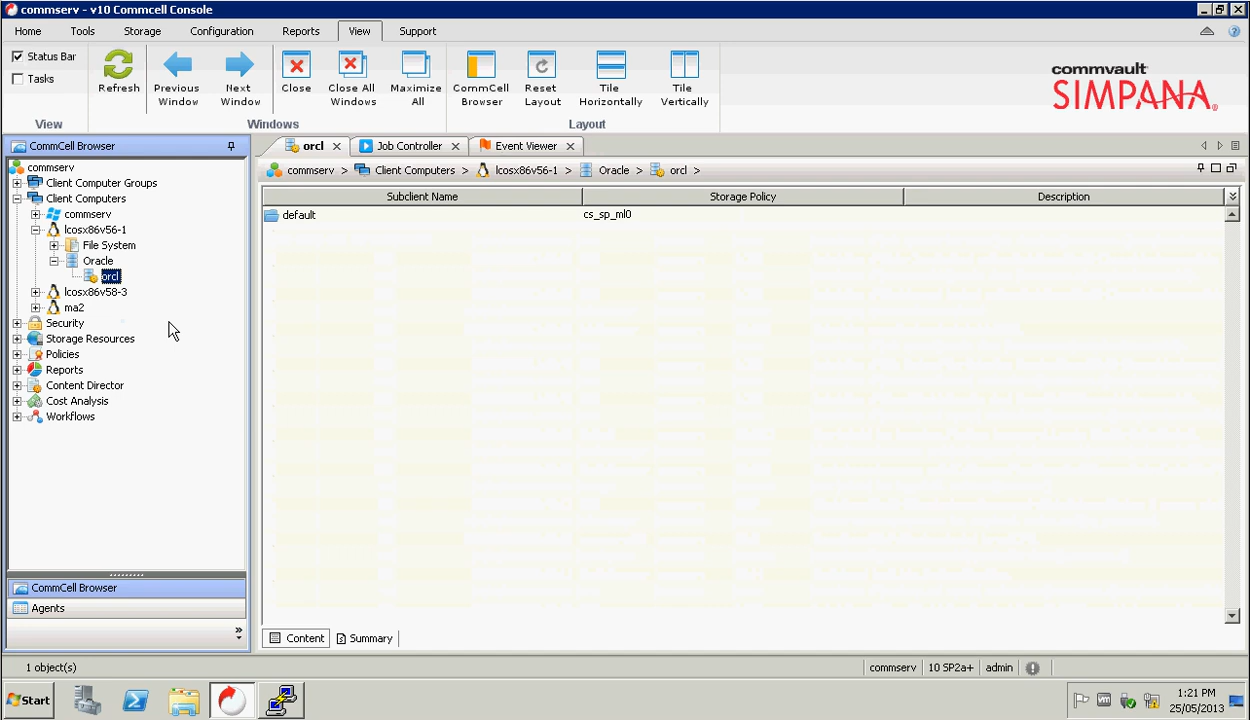 commserv - v10 Commcell Console
Home Tools Storage Configuration Reports View Support
Status Bar
Tasks
Refresh
Previous Window
Next Window
Close
Close All Windows
Maximize All
CommCell Browser
Reset Layout
Tile Horizontally
Tile Vertically
View Windows Layout
commvault
SIMPANA
CommCell Browser
orcl Job Controller Event Viewer
commserv > Client Computers > lcosx86v56-1 > Oracle > orcl >
commserv
Client Computer Groups
Client Computers
commserv
lcosx86v56-1
File System
Oracle
orcl
lcosx86v58-3
ma2
Security
Storage Resources
Policies
Reports
Content Director
Cost Analysis
Workflows
CommCell Browser
Agents
Subclient Name Storage Policy Description
default cs_sp_ml0
Content Summary
1 object(s)
commserv 10 SP2a+ admin
Start
1:21 PM
25/05/2013